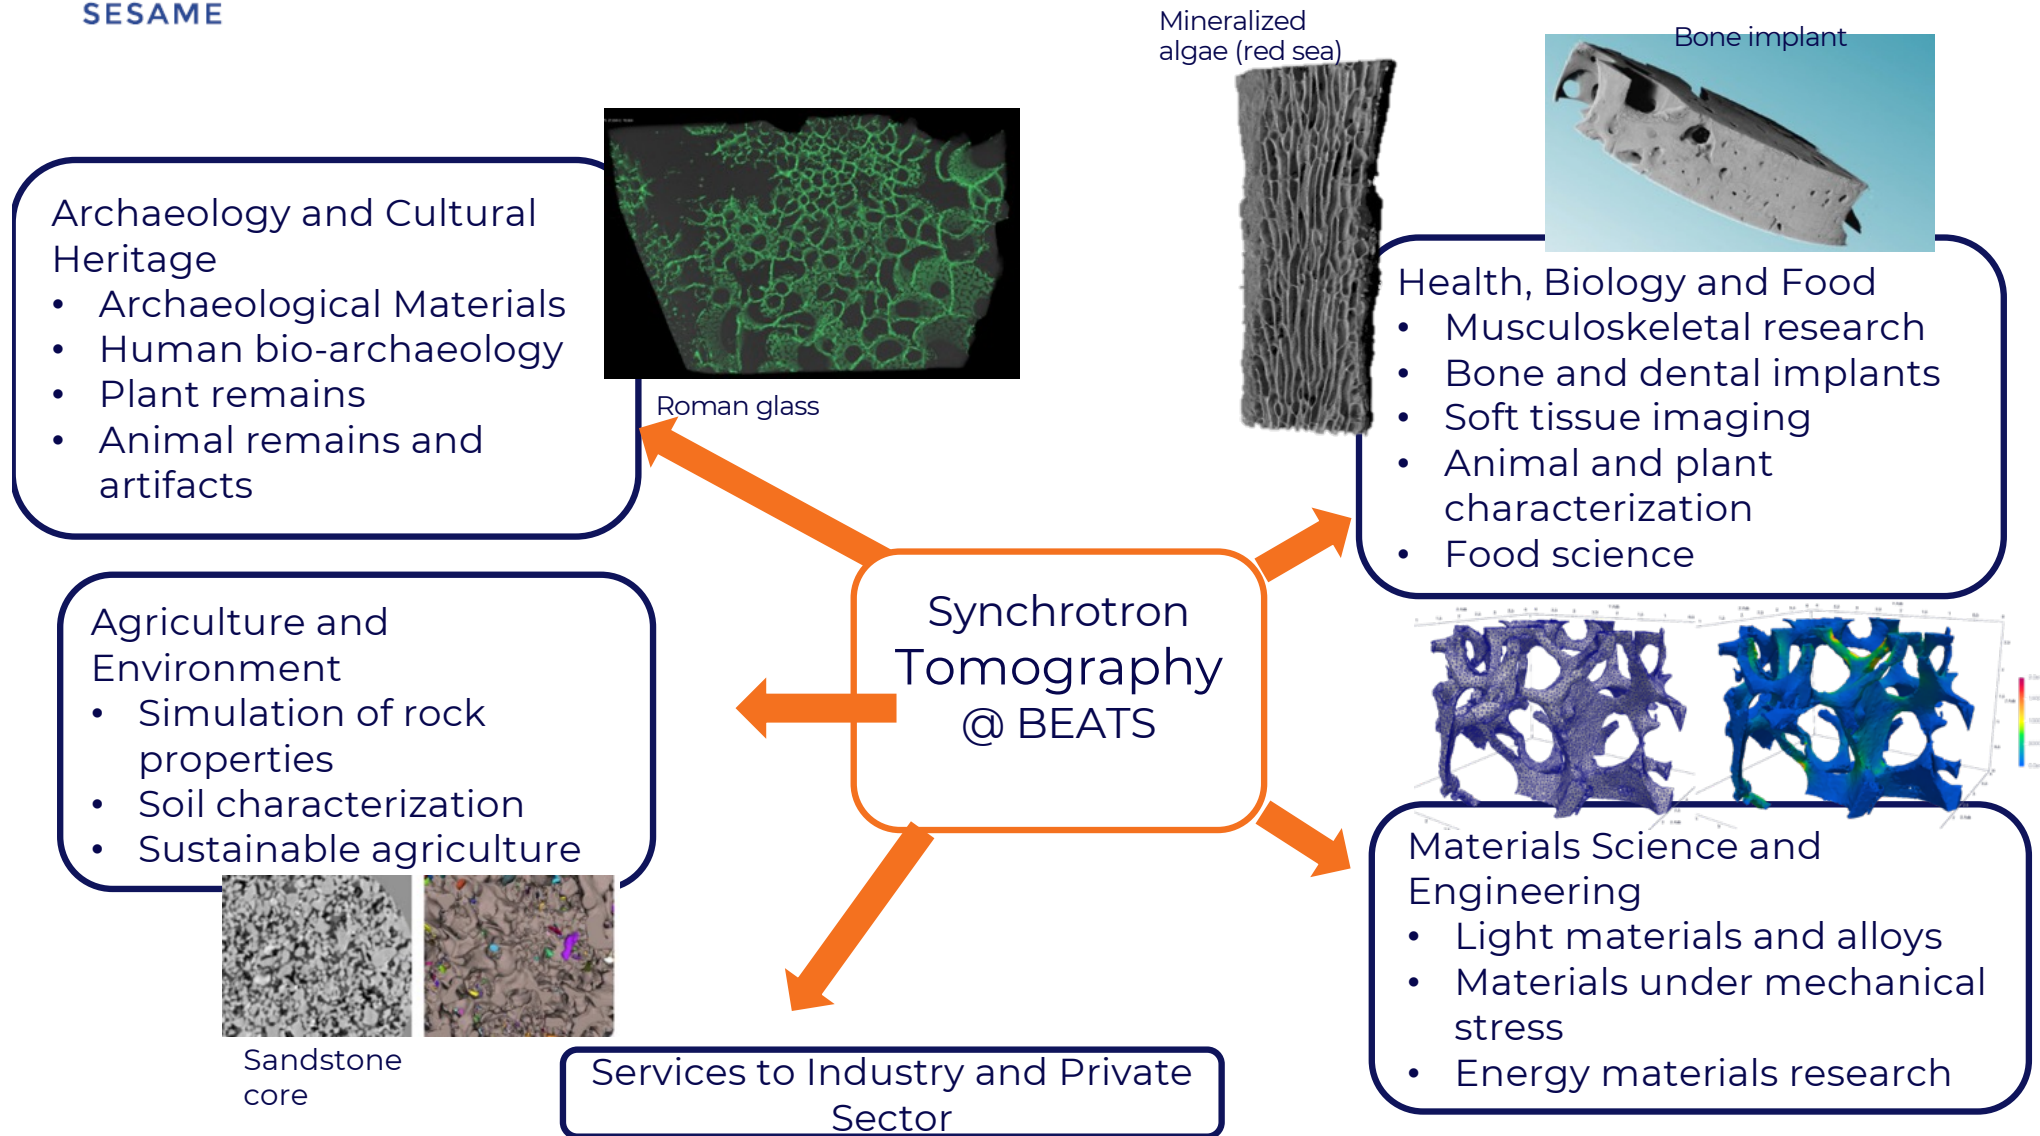 SESAME
Mineralized
algae (red sea)
Bone implant
Archaeology and Cultural
Heritage
• Archaeological Materials
• Human bio-archaeology
• Plant remains
• Animal remains and
artifacts
Roman glass
Health, Biology and Food
• Musculoskeletal research
• Bone and dental implants
• Soft tissue imaging
• Animal and plant
characterization
• Food science
Synchrotron
Tomography
@ BEATS
Agriculture and
Environment
• Simulation of rock
properties
• Soil characterization
• Sustainable agriculture
Sandstone
core
Materials Science and
Engineering
• Light materials and alloys
• Materials under mechanical
stress
• Energy materials research
Services to Industry and Private
Sector